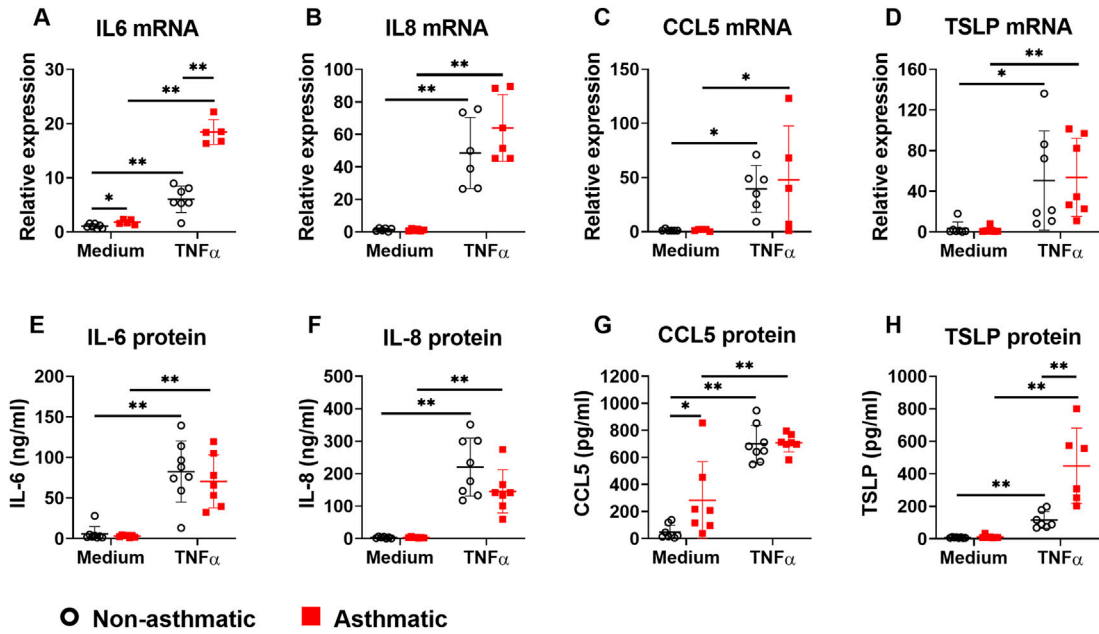 A
IL6 mRNA
Relative expression
30
20
10
0
**
**
**
*
Medium
TNFα
B
IL8 mRNA
Relative expression
100
80
60
40
20
0
**
**
Medium
TNFα
C
CCL5 mRNA
Relative expression
150
100
50
0
*
*
Medium
TNFα
D
TSLP mRNA
Relative expression
160
120
80
40
0
**
*
Medium
TNFα
E
IL-6 protein
IL-6 (ng/ml)
200
150
100
50
0
**
**
Medium
TNFα
F
IL-8 protein
IL-8 (ng/ml)
500
400
300
200
100
0
**
**
Medium
TNFα
G
CCL5 protein
CCL5 (pg/ml)
1200
1000
800
600
400
200
0
**
**
*
Medium
TNFα
H
TSLP protein
TSLP (pg/ml)
1000
800
600
400
200
0
**
**
**
Medium
TNFα
Non-asthmatic
Asthmatic